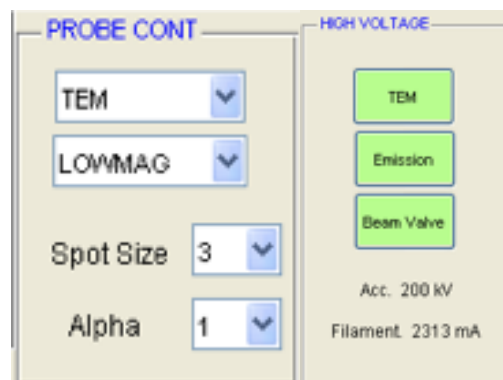 PROBE CONT
TEM
LOWMAG
Spot Size 3
Alpha 1
HIGH VOLTAGE
TEM
Emission
Beam Valve
Acc. 200 kV
Filament. 2313 mA